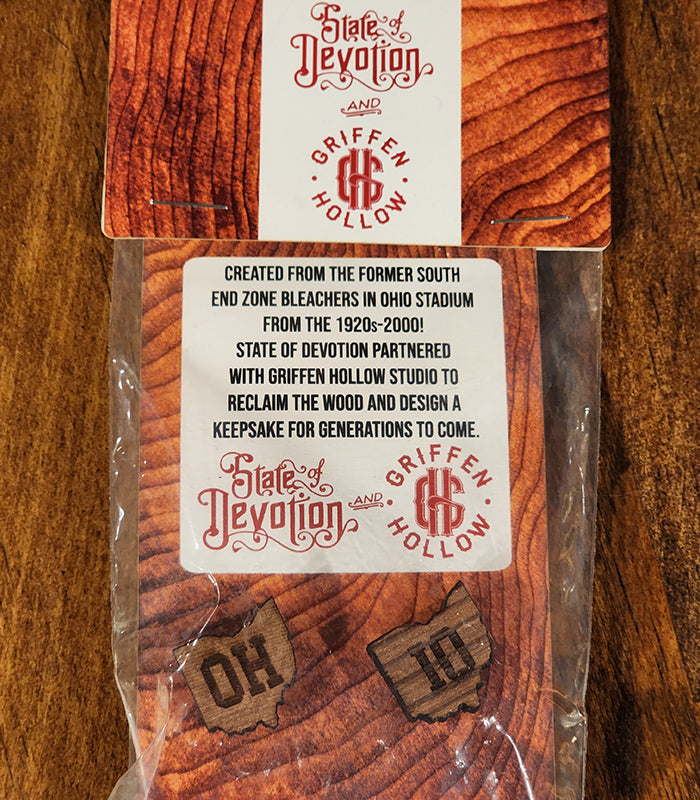 State of
Devotion
AND
GRIFFEN
GHS
HOLLOW
CREATED FROM THE FORMER SOUTH
END ZONE BLEACHERS IN OHIO STADIUM
FROM THE 1920s-2000!
STATE OF DEVOTION PARTNERED
WITH GRIFFEN HOLLOW STUDIO TO
RECLAIM THE WOOD AND DESIGN A
KEEPSAKE FOR GENERATIONS TO COME.
State of
Devotion
AND
GRIFFEN
GHS
HOLLOW
OH
IO